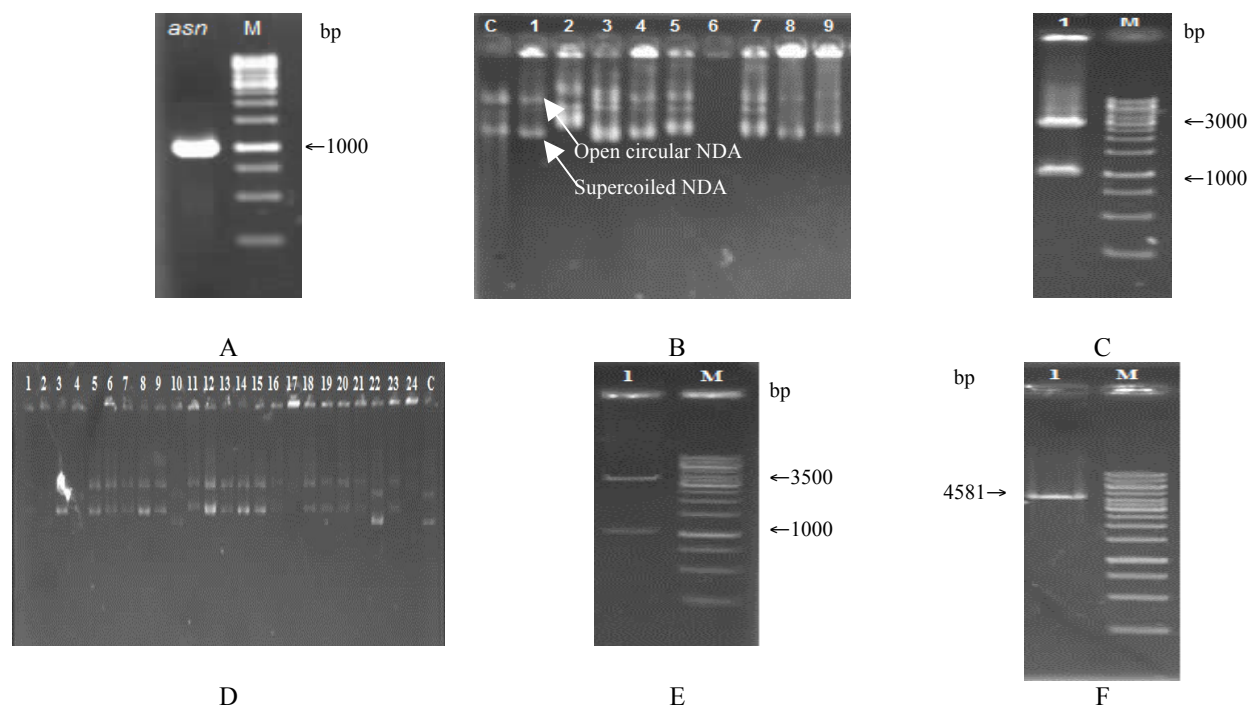 asn M bp
←1000
A
C 1 2 3 4 5 6 7 8 9
Open circular NDA
Supercoiled NDA
B
1 M bp
←3000
←1000
C
1 2 3 4 5 6 7 8 9 10 11 12 13 14 15 16 17 18 19 20 21 22 23 24 C
D
1 M bp
←3500
←1000
E
bp 1 M
4581→
F